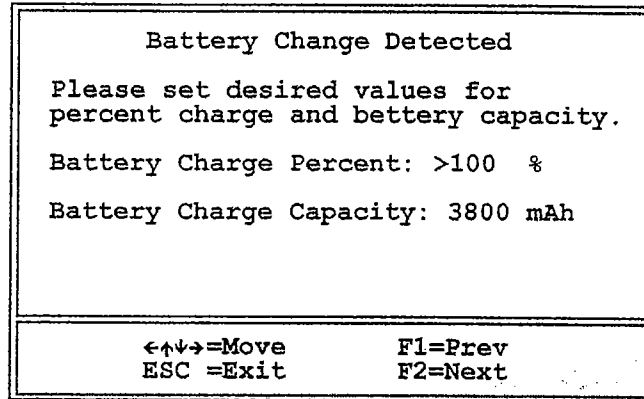 Battery Change Detected
Please set desired values for
percent charge and bettery capacity.
Battery Charge Percent: >100 %
Battery Charge Capacity: 3800 mAh
←↑↓→=Move F1=Prev
ESC =Exit F2=Next